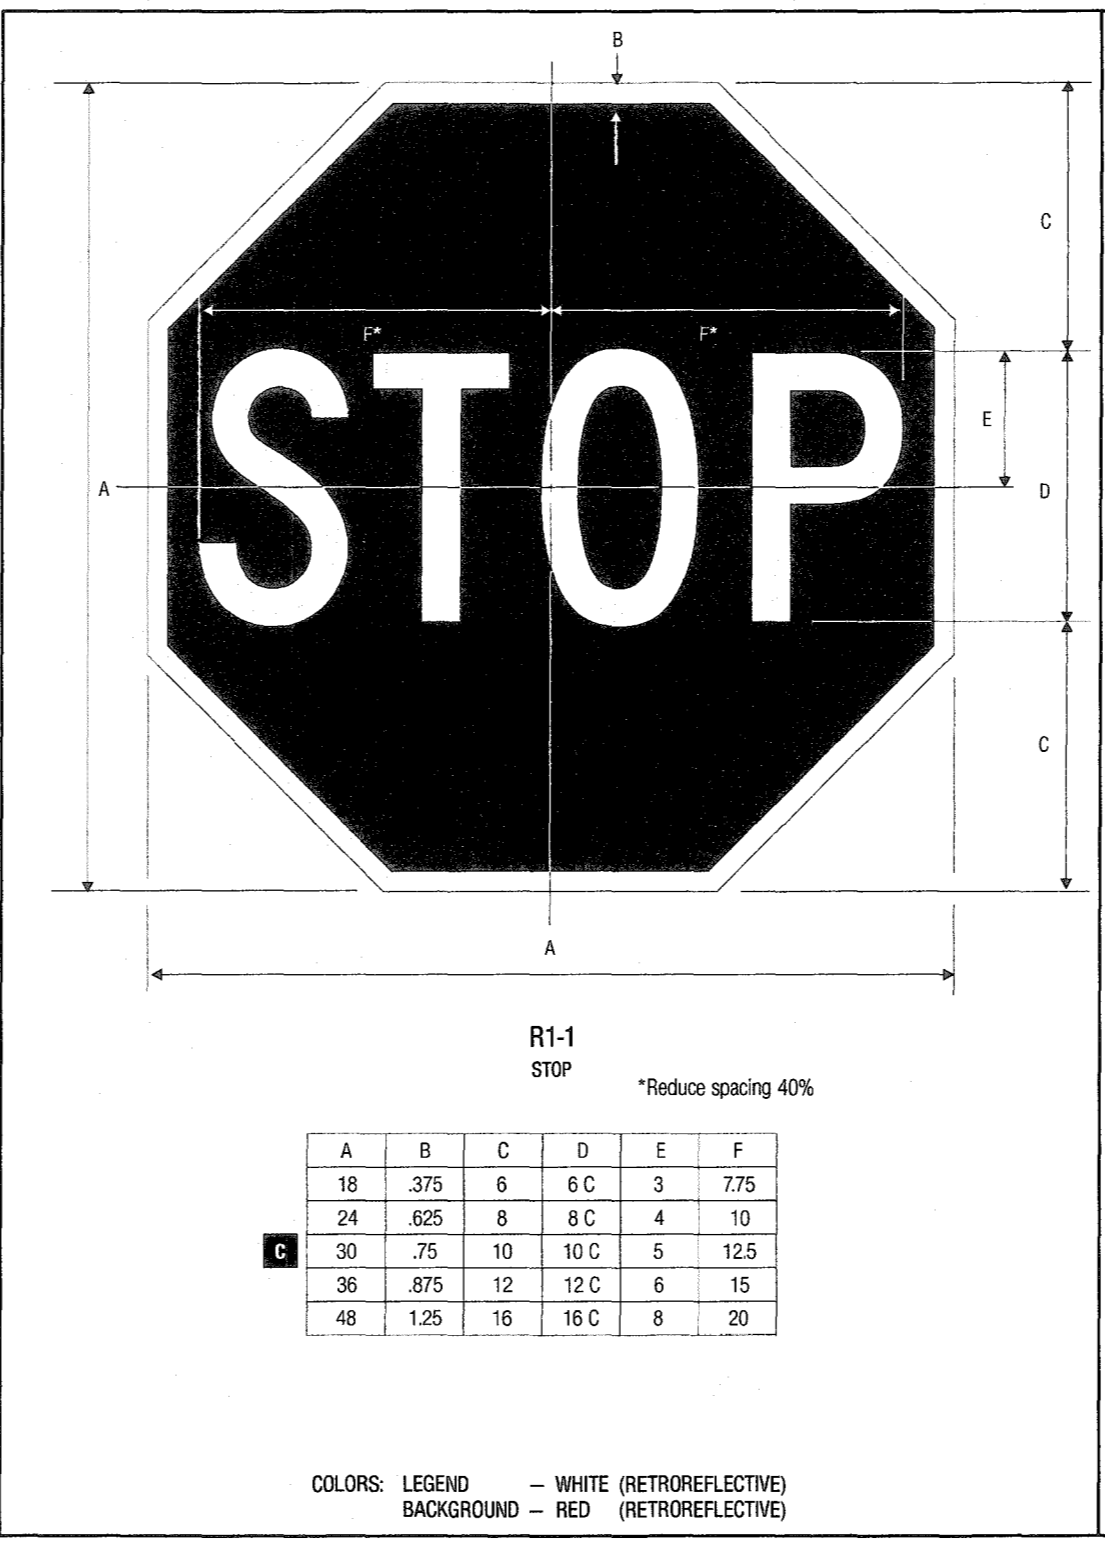 B
C
F* F*
STOP
E
A
D
C
A
R1-1
STOP
*Reduce spacing 40%
A B C D E F
18 .375 6 6 C 3 7.75
24 .625 8 8 C 4 10
C 30 .75 10 10 C 5 12.5
36 .875 12 12 C 6 15
48 1.25 16 16 C 8 20
COLORS: LEGEND – WHITE (RETROREFLECTIVE)
BACKGROUND – RED (RETROREFLECTIVE)